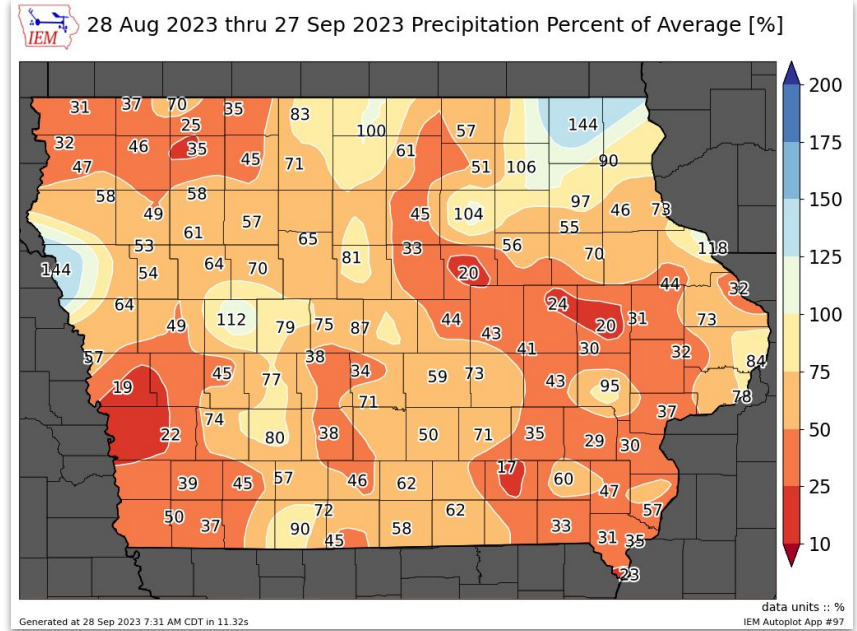 IEM
28 Aug 2023 thru 27 Sep 2023 Precipitation Percent of Average [%]
31 37 70 35 83 100 57 144
25
32 46 35 45 71 61 51 106 90
47
58 49 58 57 45 104 97 46 73
53 61 65 81 33 56 55 70 118
144 54 64 70 20 44 32
64 49 112 79 75 87 44 43 24 20 31 73
57 38 41 30 32 84
19 45 77 34 59 73 43 95 78
71 37
22 74 80 38 50 71 35 29 30
39 45 57 46 62 17 60 47
50 37 90 72 58 62 33 57
45 31 35
23
200
175
150
125
100
75
50
25
10
data units :: %
Generated at 28 Sep 2023 7:31 AM CDT in 11.32s
IEM Autoplot App #97